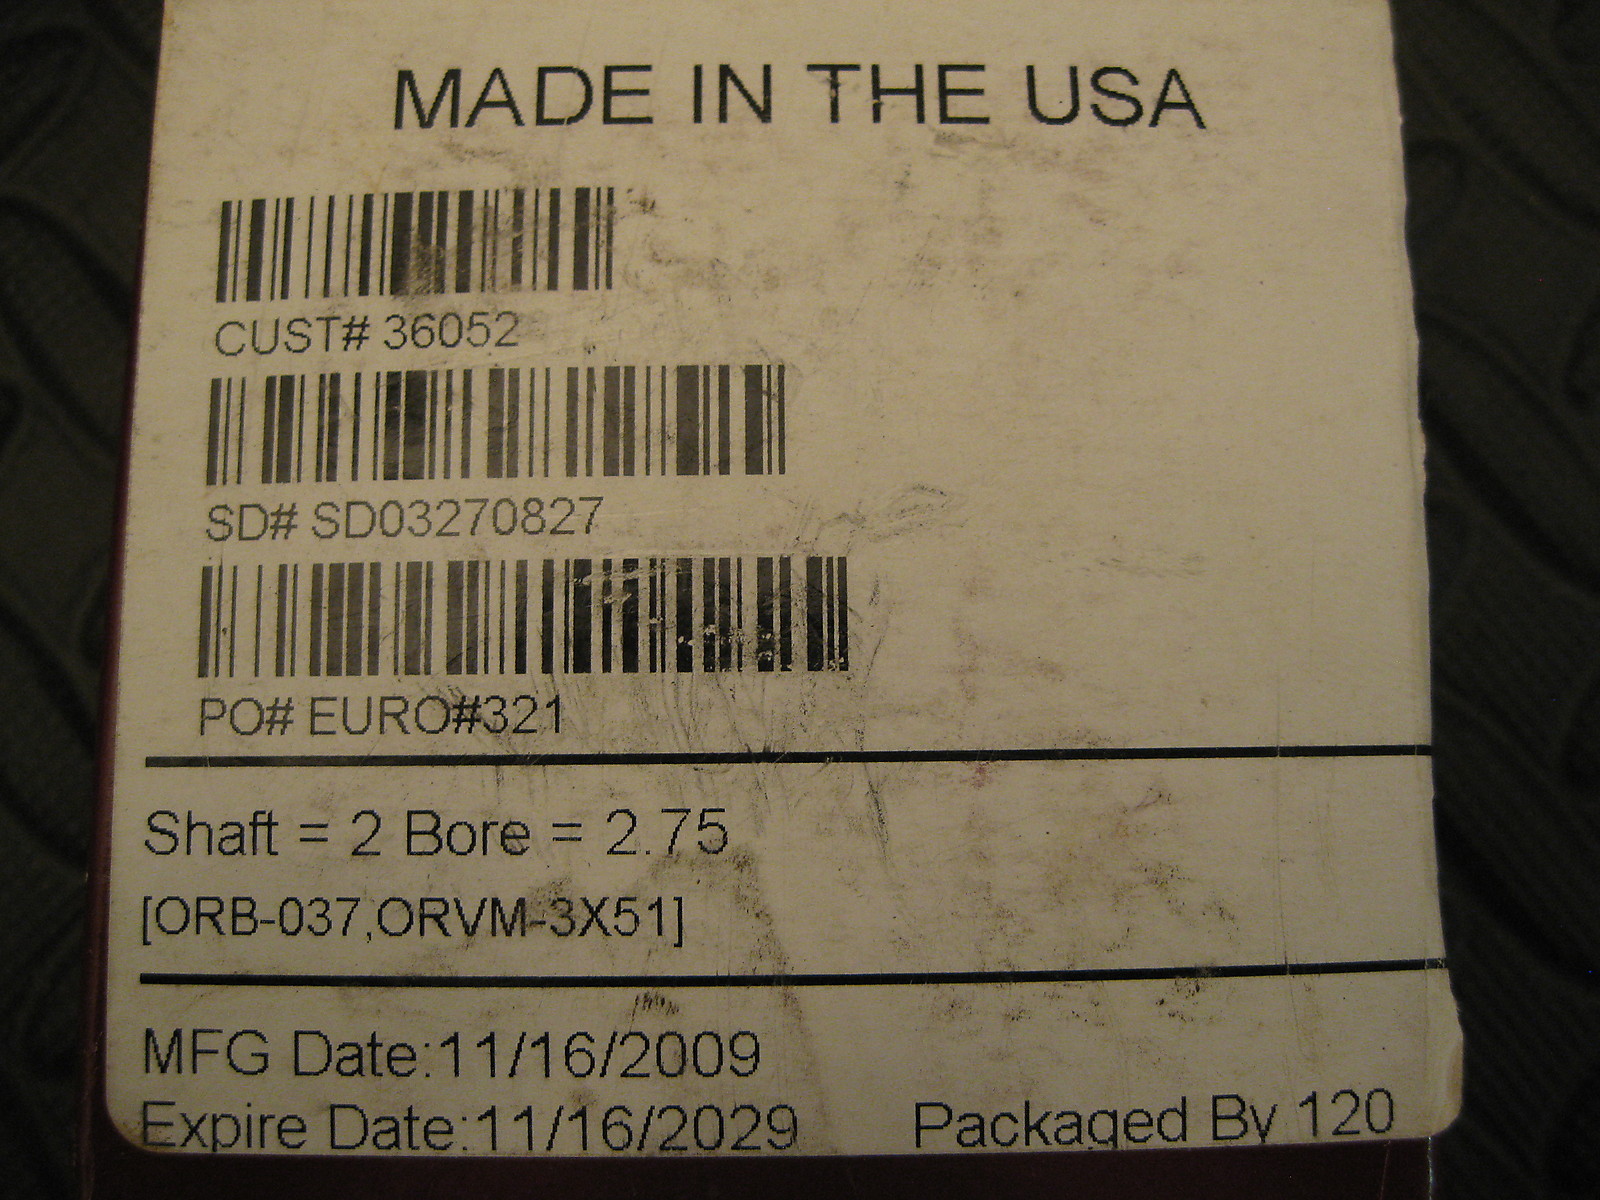 MADE IN THE USA
CUST# 36052
SD# SD03270827
PO# EURO#321
Shaft = 2 Bore = 2.75
[ORB-037,ORVM-3X51]
MFG Date:11/16/2009
Expire Date:11/16/2029 Packaged By 120